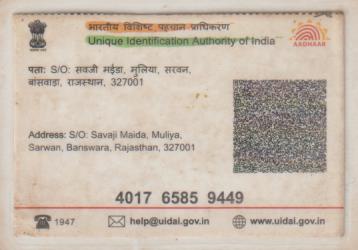 भारतीय विशिष्ट पहचान प्राधिकरण
Unique Identification Authority of India
AADHAAR
पता: S/O: सवजी मईडा, मुलिया, सरवन,
बांसवाड़ा, राजस्थान, 327001
Address: S/O: Savaji Maida, Muliya,
Sarwan, Banswara, Rajasthan, 327001
4017 6585 9449
1947
help@uidai.gov.in
www.uidai.gov.in